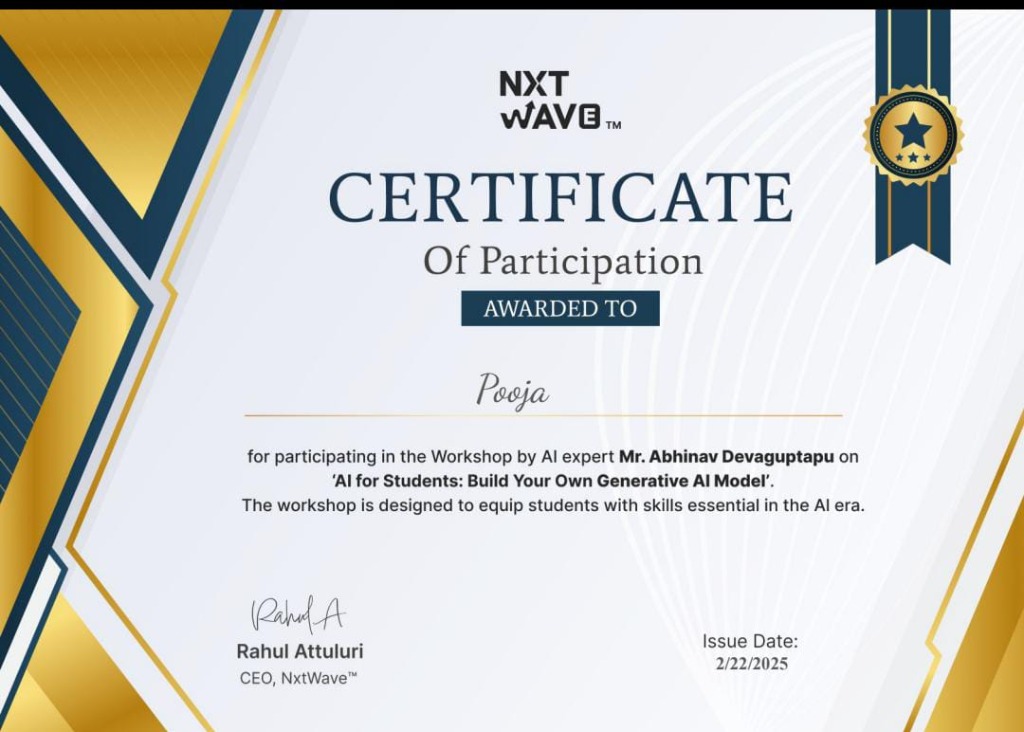 NXT
WAVE TM
CERTIFICATE
Of Participation
AWARDED TO
Pooja
for participating in the Workshop by AI expert Mr. Abhinav Devaguptapu on
‘AI for Students: Build Your Own Generative AI Model’.
The workshop is designed to equip students with skills essential in the AI era.
Rahul A
Rahul Attuluri
CEO, NxtWave™
Issue Date:
2/22/2025